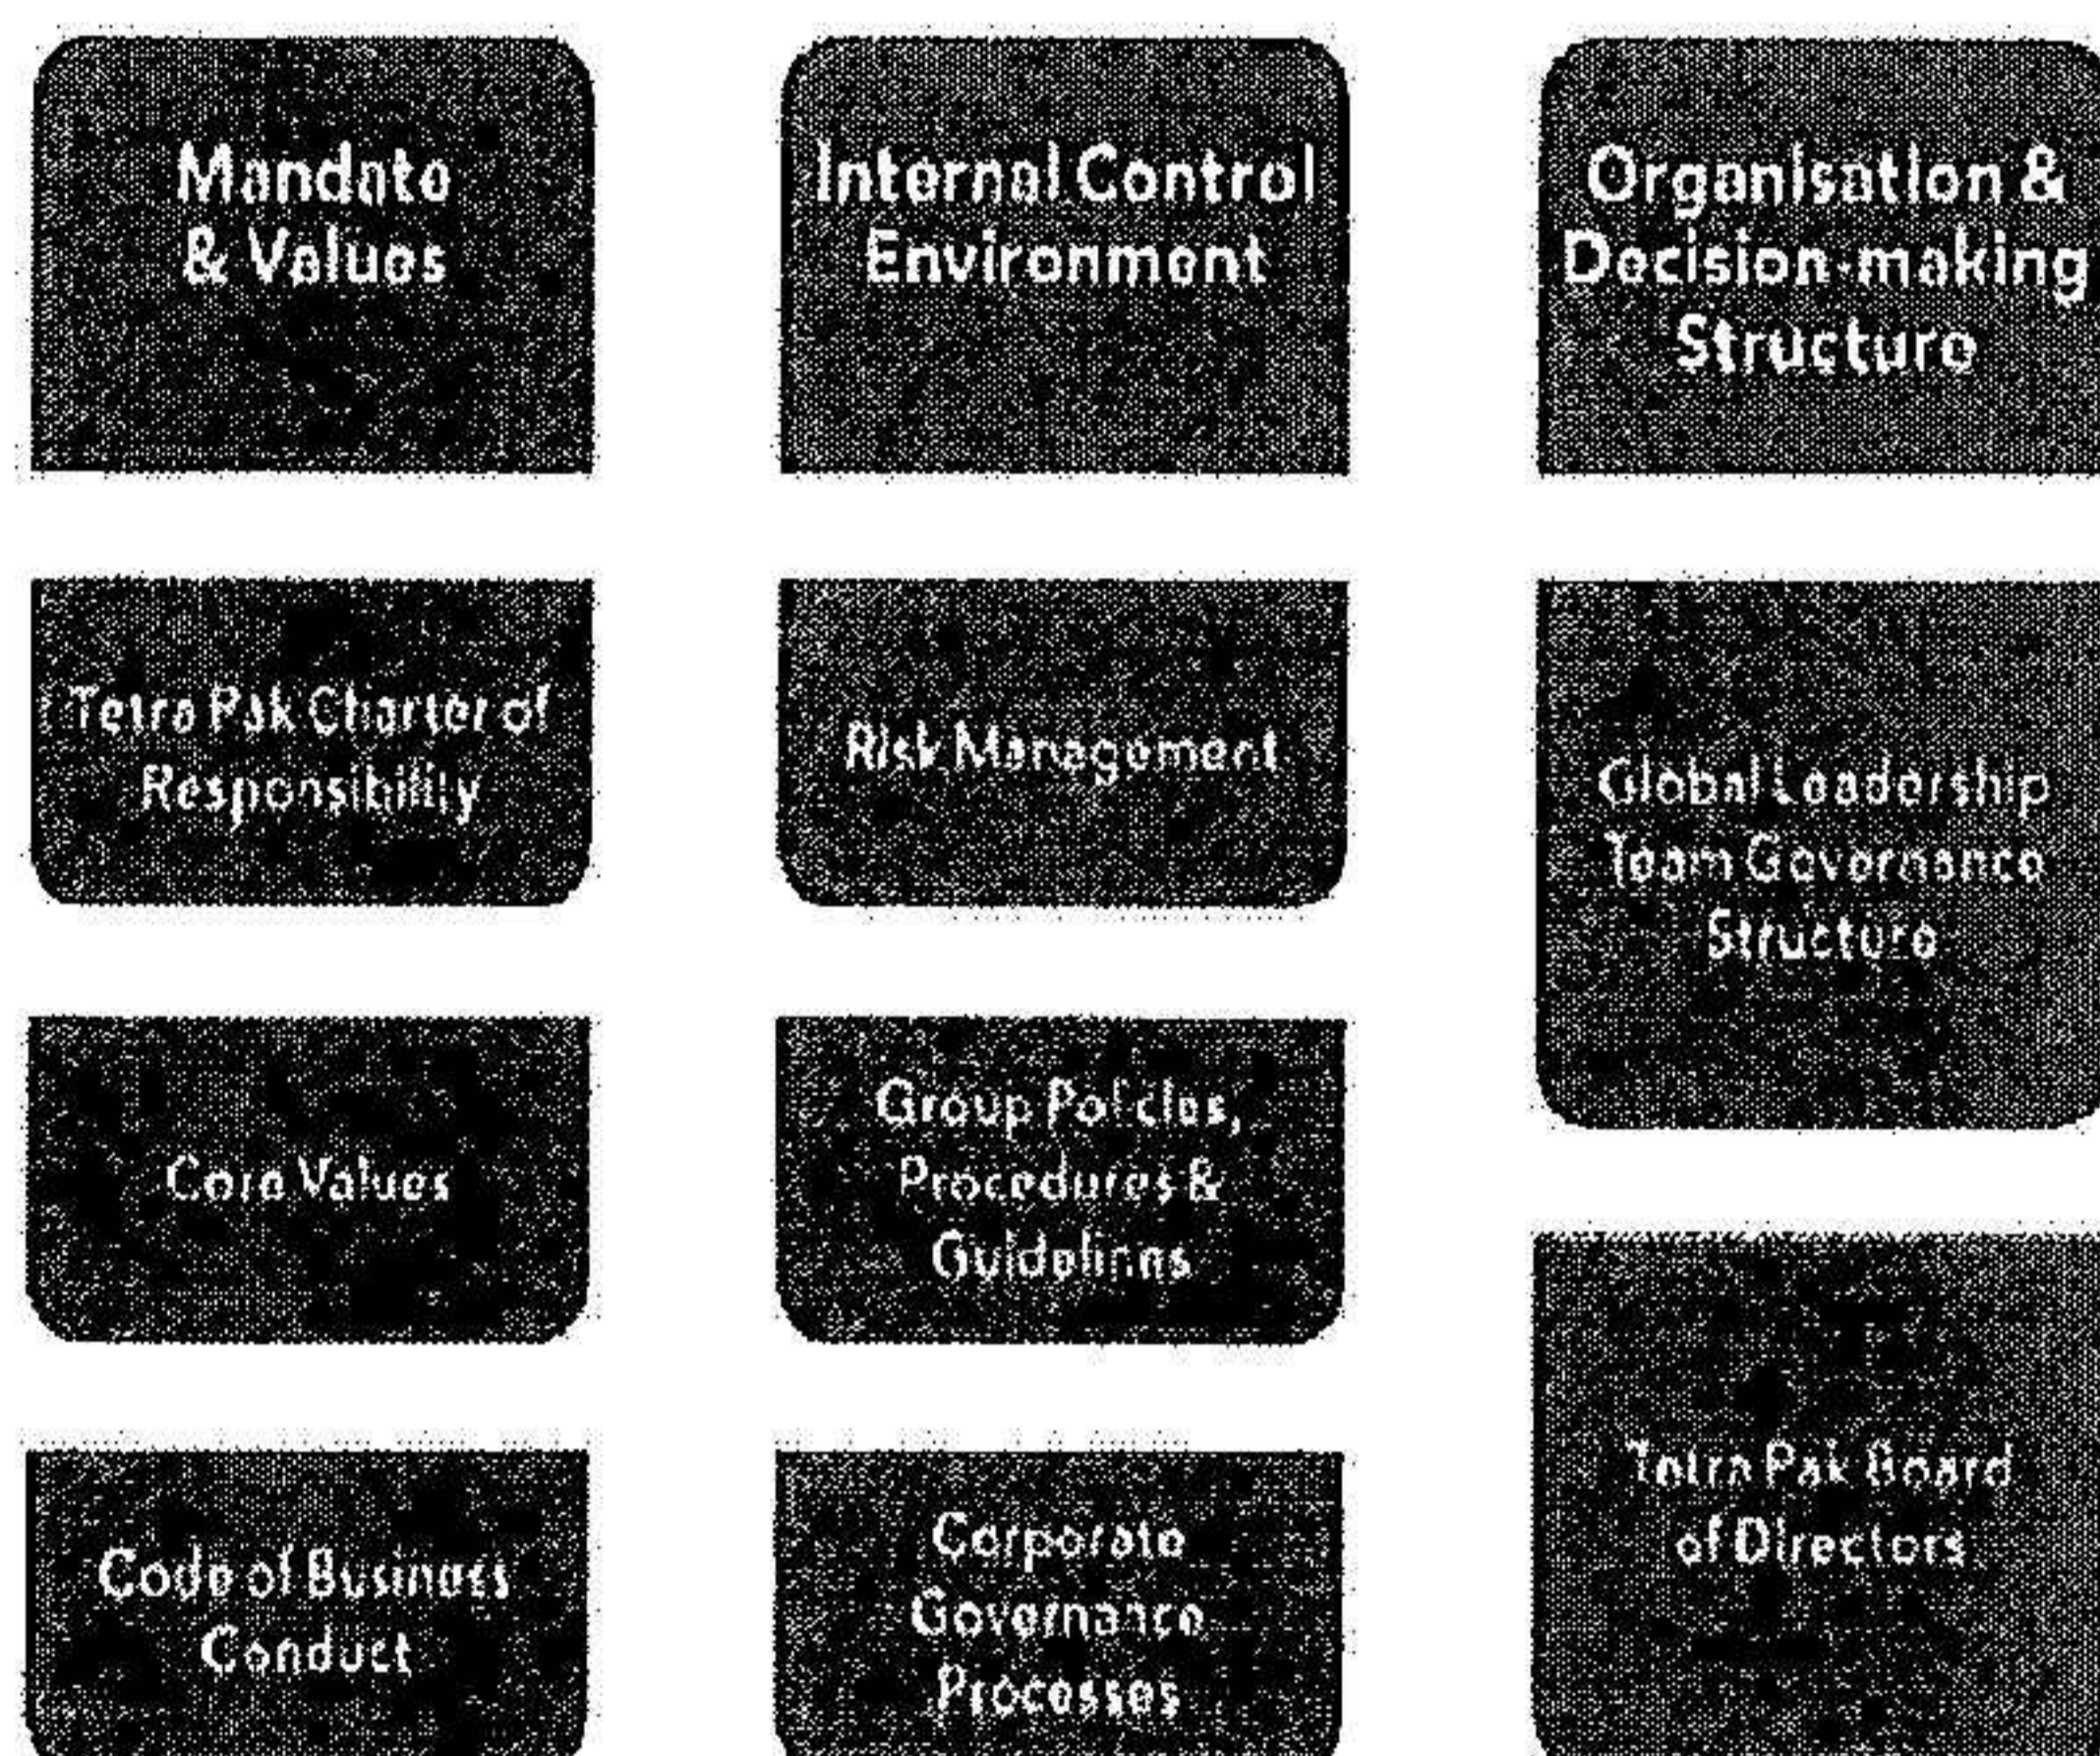 Mandate
& Values
Tetra Pak Charter of
Responsibility
Core Values
Code of Business
Conduct
Internal Control
Environment
Risk Management
Group Policies,
Procedures &
Guidelines
Corporate
Governance
Processes
Organisation &
Decision-making
Structure
Global Leadership
Team Governance
Structure
Tetra Pak Board
of Directors